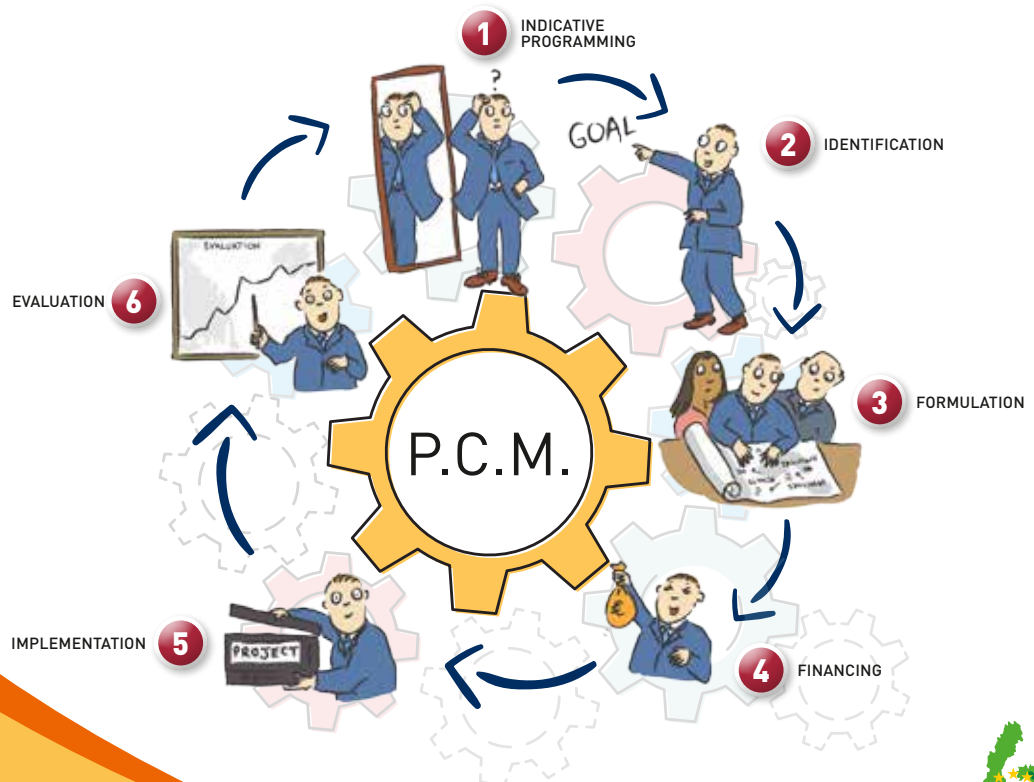 1
INDICATIVE
PROGRAMMING
?
GOAL
2
IDENTIFICATION
EVALUATION
EVALUATION 6
3
FORMULATION
P.C.M.
€
IMPLEMENTATION 5
PROJECT
4
FINANCING